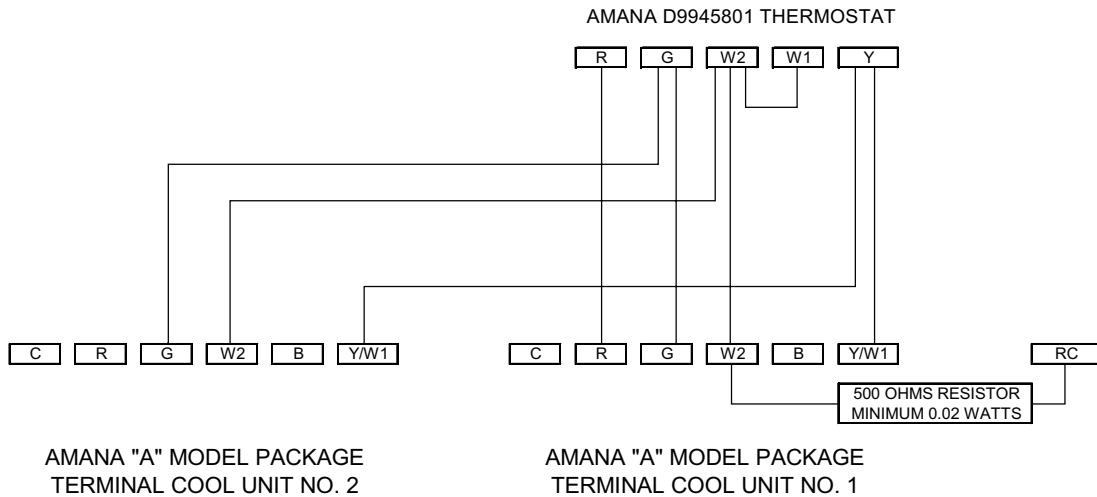 AMANA D9945801 THERMOSTAT
R G W2 W1 Y
C R G W2 B Y/W1 C R G W2 B Y/W1 RC
500 OHMS RESISTOR
MINIMUM 0.02 WATTS
AMANA "A" MODEL PACKAGE
TERMINAL COOL UNIT NO. 2
AMANA "A" MODEL PACKAGE
TERMINAL COOL UNIT NO. 1